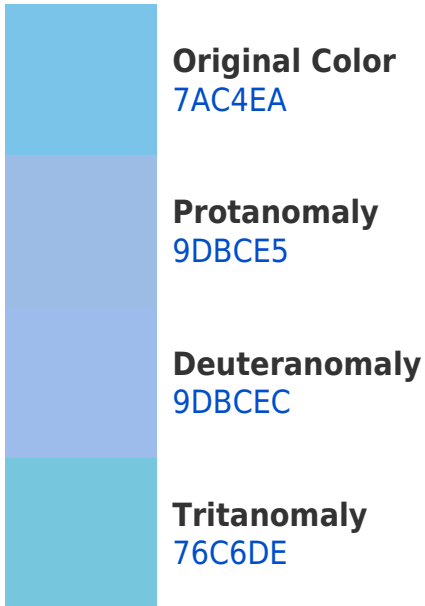 Original Color
7AC4EA
Protanomaly
9DBCE5
Deuteranomaly
9DBCEC
Tritanomaly
76C6DE